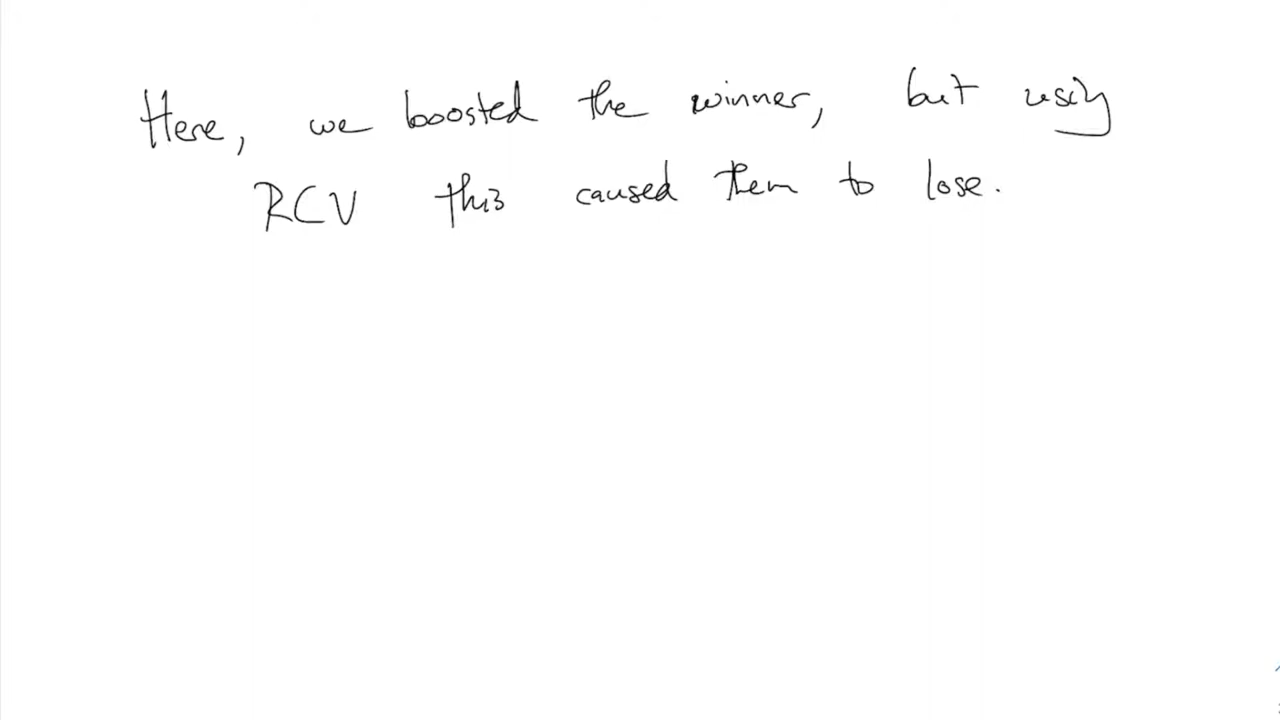 Here, we boosted the winner, but using
RCV this caused them to lose.